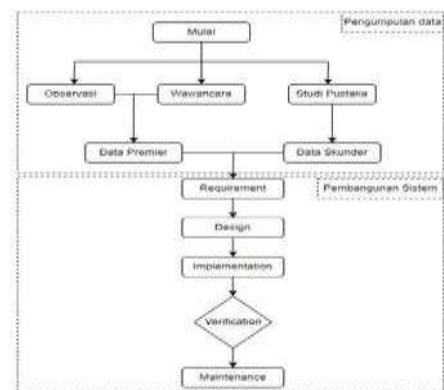 Pengumpulan data
Mulai
Observasi
Wawancara
Studi Pustaka
Data Premier
Data Skunder
Requirement
Pembangunan Sistem
Design
Implementation
Verification
Maintenance